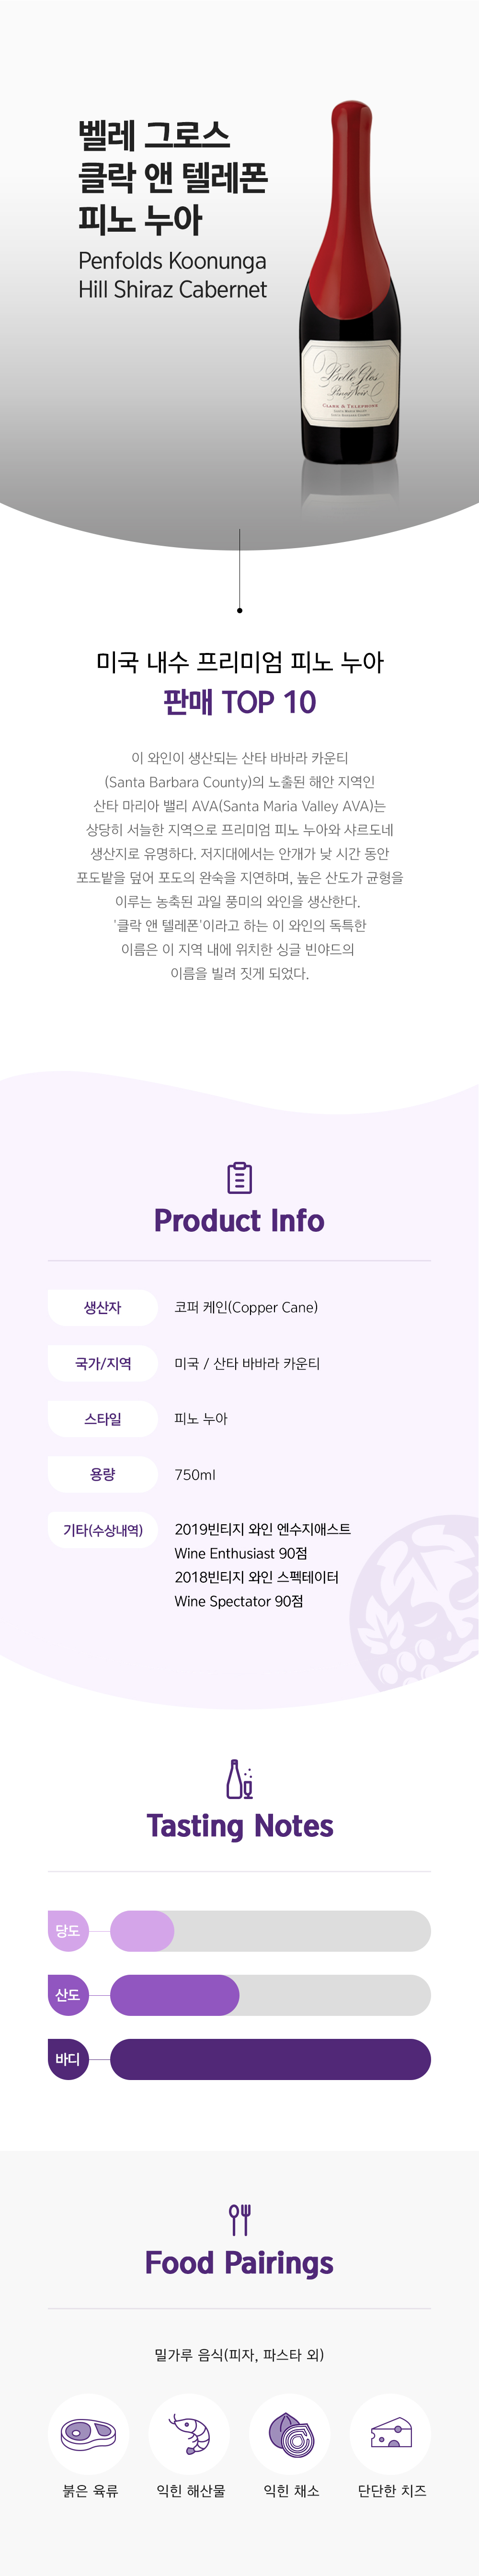 벨레 그로스
클락 앤 텔레폰
피노 누아
Penfolds Koonunga
Hill Shiraz Cabernet
Belle Glos
Pinot Noir
CLARK & TELEPHONE
미국 내수 프리미엄 피노 누아
판매 TOP 10
이 와인이 생산되는 산타 바바라 카운티
(Santa Barbara County)의 노출된 해안 지역인
산타 마리아 밸리 AVA(Santa Maria Valley AVA)는
상당히 서늘한 지역으로 프리미엄 피노 누아와 샤르도네
생산지로 유명하다. 저지대에서는 안개가 낮 시간 동안
포도밭을 덮어 포도의 완숙을 지연하며, 높은 산도가 균형을
이루는 농축된 과일 풍미의 와인을 생산한다.
'클락 앤 텔레폰'이라고 하는 이 와인의 독특한
이름은 이 지역 내에 위치한 싱글 빈야드의
이름을 빌려 짓게 되었다.
Product Info
생산자 코퍼 케인(Copper Cane)
국가/지역 미국 / 산타 바바라 카운티
스타일 피노 누아
용량 750ml
기타(수상내역) 2019빈티지 와인 엔수지애스트
Wine Enthusiast 90점
2018빈티지 와인 스펙테이터
Wine Spectator 90점
Tasting Notes
당도
산도
바디
Food Pairings
밀가루 음식(피자, 파스타 외)
붉은 육류 익힌 해산물 익힌 채소 단단한 치즈